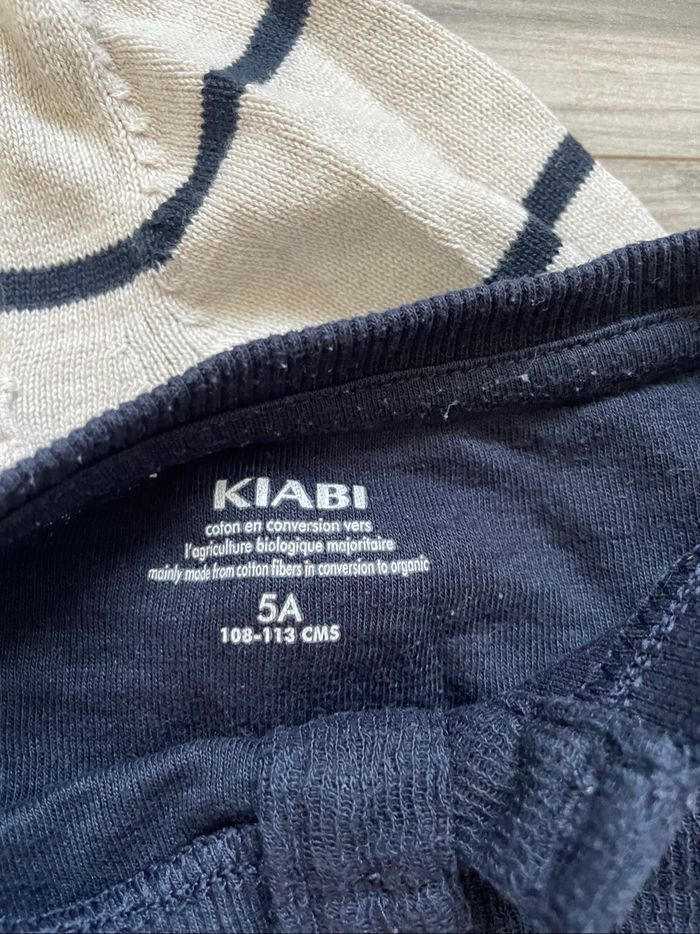 KIABI
coton en conversion vers
l'agriculture biologique majoritaire
mainly made from cotton fibers in conversion to organic
5A
108-113 CMS